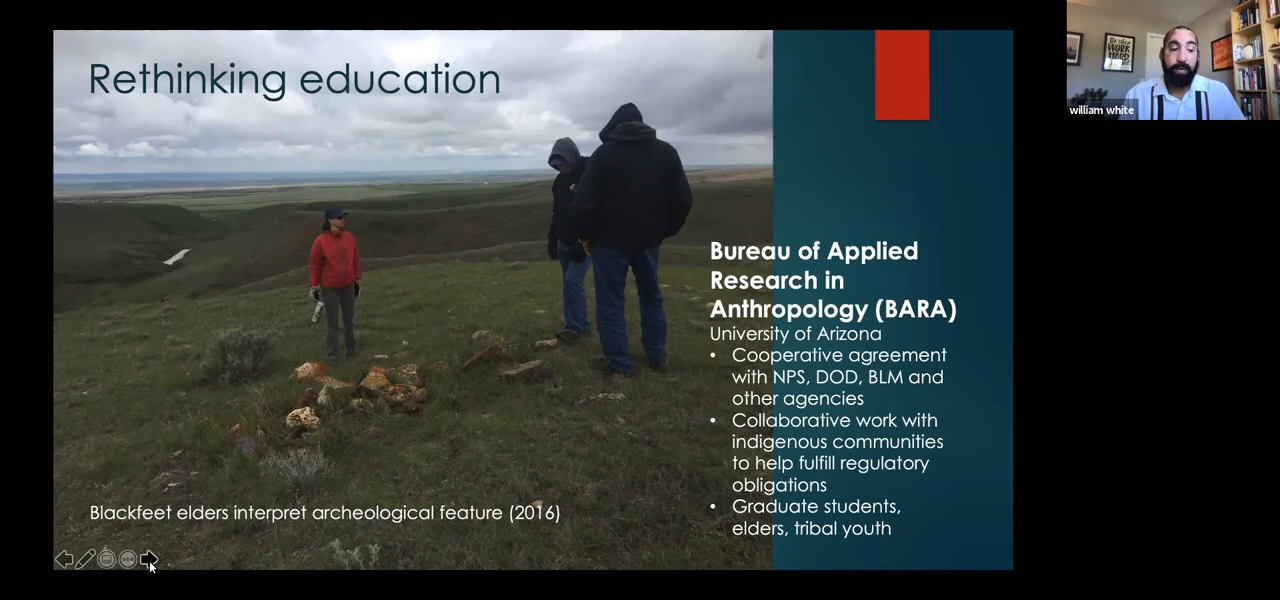 Rethinking education
Bureau of Applied
Research in
Anthropology (BARA)
University of Arizona
• Cooperative agreement
with NPS, DOD, BLM and
other agencies
• Collaborative work with
indigenous communities
to help fulfill regulatory
obligations
• Graduate students,
elders, tribal youth
Blackfeet elders interpret archeological feature (2016)
WORK
HARD
william white